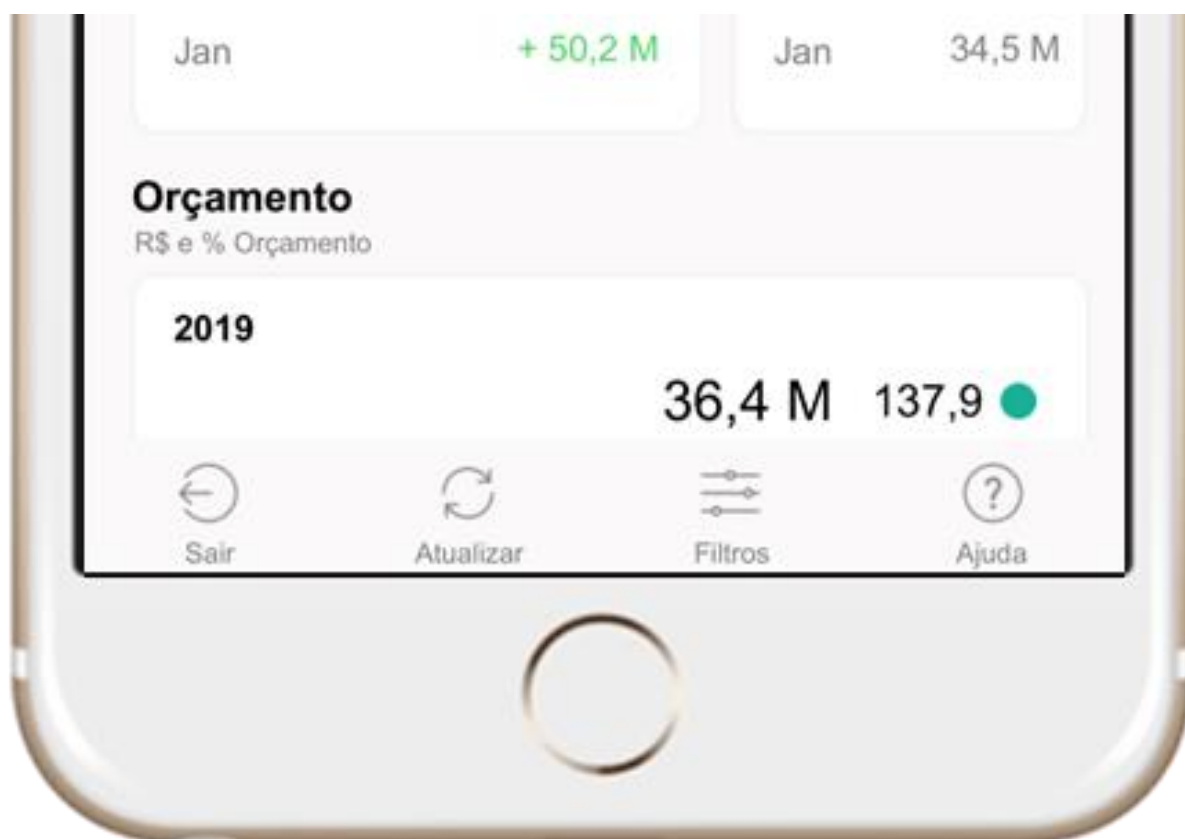 Jan + 50,2 M Jan 34,5 M
Orçamento
R$ e % Orçamento
2019
36,4 M 137,9
Sair Atualizar Filtros Ajuda